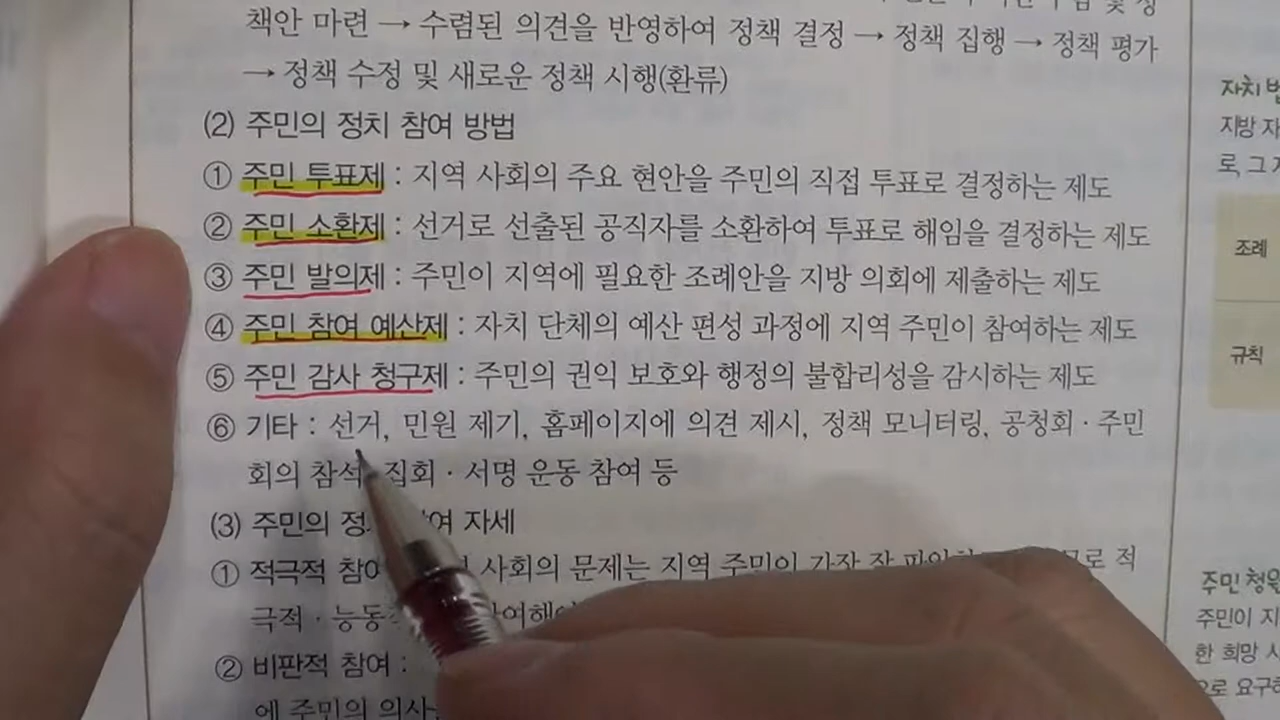 책안 마련 → 수렴된 의견을 반영하여 정책 결정 → 정책 집행 → 정책 평가
→ 정책 수정 및 새로운 정책 시행(환류)
(2) 주민의 정치 참여 방법
① 주민 투표제 : 지역 사회의 주요 현안을 주민의 직접 투표로 결정하는 제도
② 주민 소환제 : 선거로 선출된 공직자를 소환하여 투표로 해임을 결정하는 제도
③ 주민 발의제 : 주민이 지역에 필요한 조례안을 지방 의회에 제출하는 제도
④ 주민 참여 예산제 : 자치 단체의 예산 편성 과정에 지역 주민이 참여하는 제도
⑤ 주민 감사 청구제 : 주민의 권익 보호와 행정의 불합리성을 감시하는 제도
⑥ 기타 : 선거, 민원 제기, 홈페이지에 의견 제시, 정책 모니터링, 공청회 · 주민
회의 참석, 집회 · 서명 운동 참여 등
(3) 주민의 정 여 자세
① 적극적 참여 사회의 문제는 지역 주민이 가장 잘 로 적
극적 · 능동
② 비판적 참여 :
에 주민의 의사
자치 법
지방 자
로, 그
조례
규칙
주민 청원
주민이 지
한 희망 사
으로 요구하